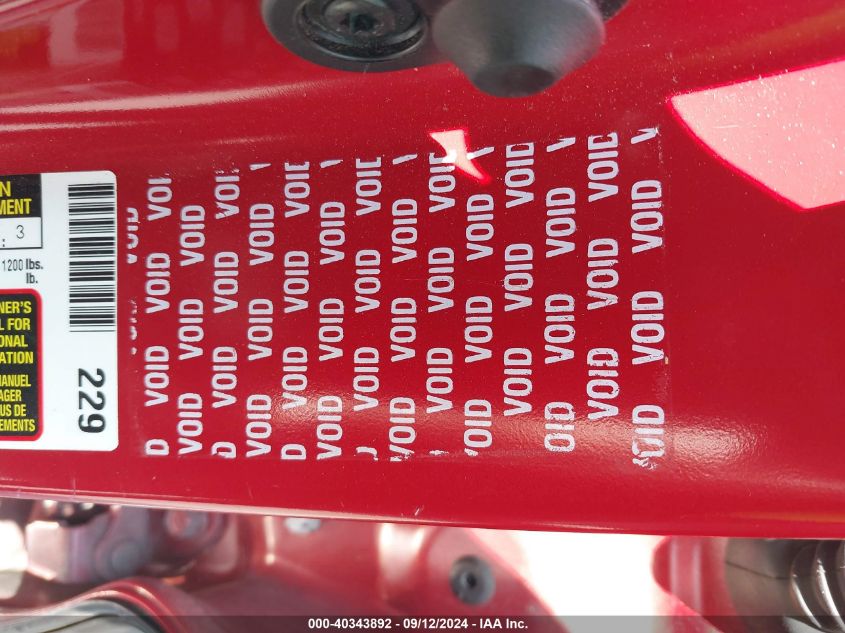 N
MENT
: 3
1200 lbs.
lb.
NER'S
L FOR
ONAL
ATION
MANUEL
AGER
US DE
EMENTS
229
VOID VOID VOID
VOID VOID VOID
VOID VOID VOID
VOID VOID VOID
VOID VOID VOID
VOID VOID VOID
VOID VOID VOID
VOID VOID VOID
VOID VOID VOID
VOID VOID VOID
VOID VOID VOID
VOID VOID VOID
VOID VOID VOID
VOID VOID VOID
000-40343892 - 09/12/2024 - IAA Inc.